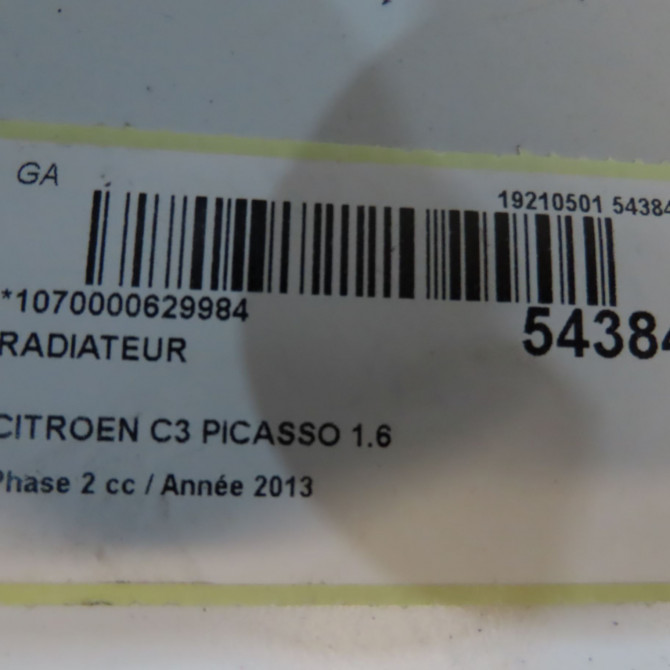 GA
19210501 54384
*1070000629984
54384
RADIATEUR
CITROEN C3 PICASSO 1.6
Phase 2 cc / Année 2013